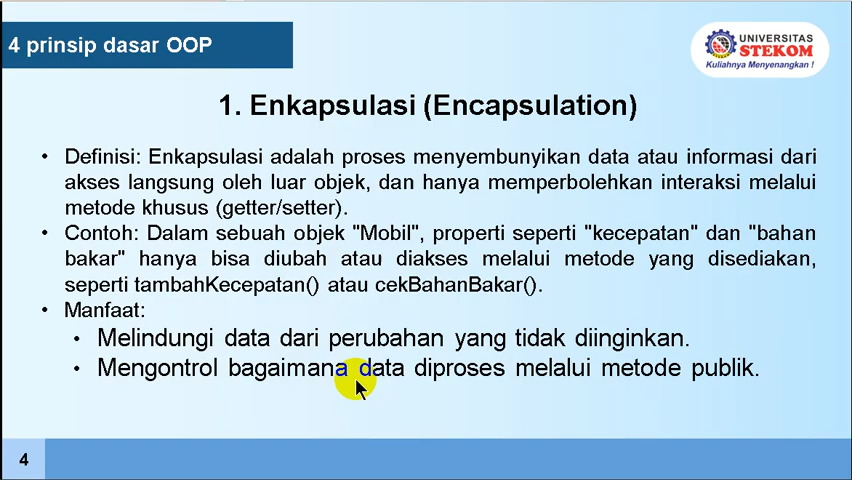 4 prinsip dasar OOP
UNIVERSITAS
STEKOM
Kuliahnya Menyenangkan !
1. Enkapsulasi (Encapsulation)
• Definisi: Enkapsulasi adalah proses menyembunyikan data atau informasi dari
akses langsung oleh luar objek, dan hanya memperbolehkan interaksi melalui
metode khusus (getter/setter).
• Contoh: Dalam sebuah objek "Mobil", properti seperti "kecepatan" dan "bahan
bakar" hanya bisa diubah atau diakses melalui metode yang disediakan,
seperti tambahKecepatan() atau cekBahanBakar().
• Manfaat:
• Melindungi data dari perubahan yang tidak diinginkan.
• Mengontrol bagaimana data diproses melalui metode publik.
4